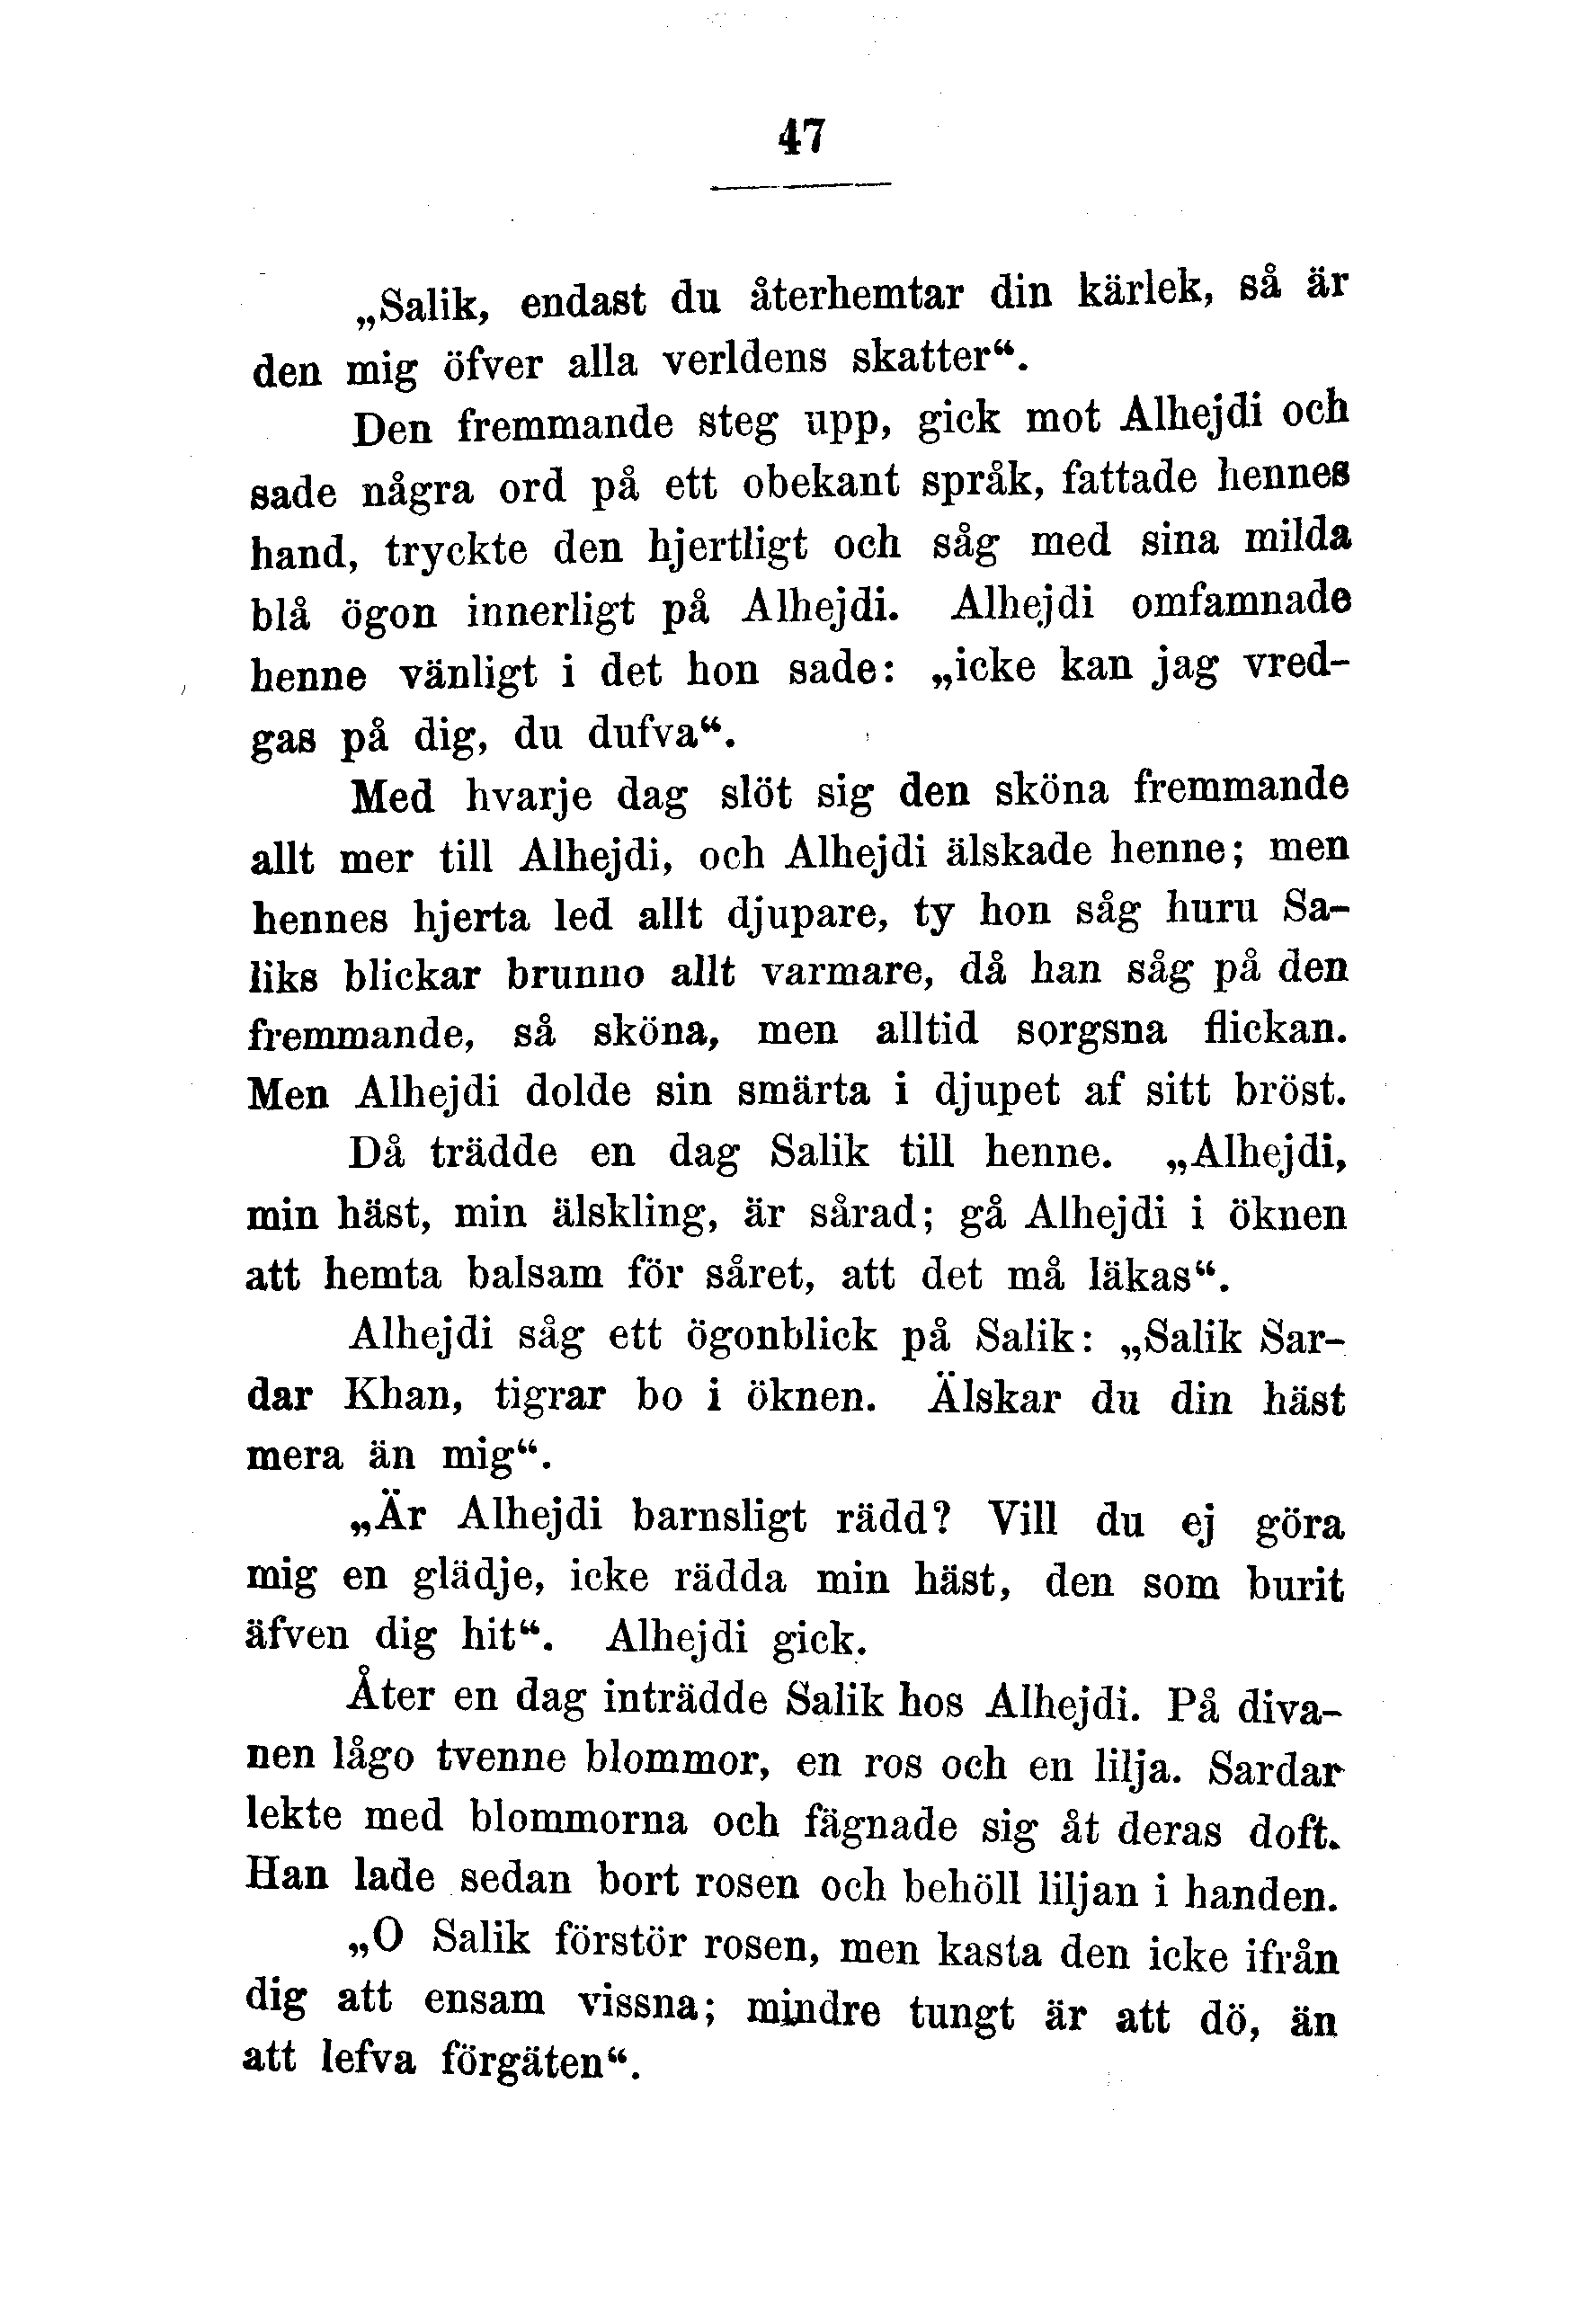 47
„Salik, endast du återhemtar din kärlek, så är
den mig öfver alla verldens skatter“.
Den fremmande steg upp, gick mot Alhejdi och
sade några ord på ett obekant språk, fattade hennes
hand, tryckte den hjertligt och såg med sina milda
blå ögon innerligt på Alhejdi. Alhejdi omfamnade
henne vänligt i det hon sade: „icke kan jag vred-
gas på dig, du dufva“.
Med hvarje dag slöt sig den sköna fremmande
allt mer till Alhejdi, och Alhejdi älskade henne; men
hennes hjerta led allt djupare, ty hon såg huru Sa-
liks blickar brunno allt varmare, då han såg på den
fremmande, så sköna, men alltid sorgsna flickan.
Men Alhejdi dolde sin smärta i djupet af sitt bröst.
Då trädde en dag Salik till henne. „Alhejdi,
min häst, min älskling, är sårad; gå Alhejdi i öknen
att hemta balsam för såret, att det må läkas“.
Alhejdi såg ett ögonblick på Salik: „Salik Sar-
dar Khan, tigrar bo i öknen. Älskar du din häst
mera än mig“.
„Är Alhejdi barnsligt rädd? Vill du ej göra
mig en glädje, icke rädda min häst, den som burit
äfven dig hit“. Alhejdi gick.
Åter en dag inträdde Salik hos Alhejdi. På diva-
nen lågo tvenne blommor, en ros och en lilja. Sardar
lekte med blommorna och fägnade sig åt deras doft.
Han lade sedan bort rosen och behöll liljan i handen.
„O Salik förstör rosen, men kasta den icke ifrån
dig att ensam vissna; mindre tungt är att dö, än
att lefva förgäten“.